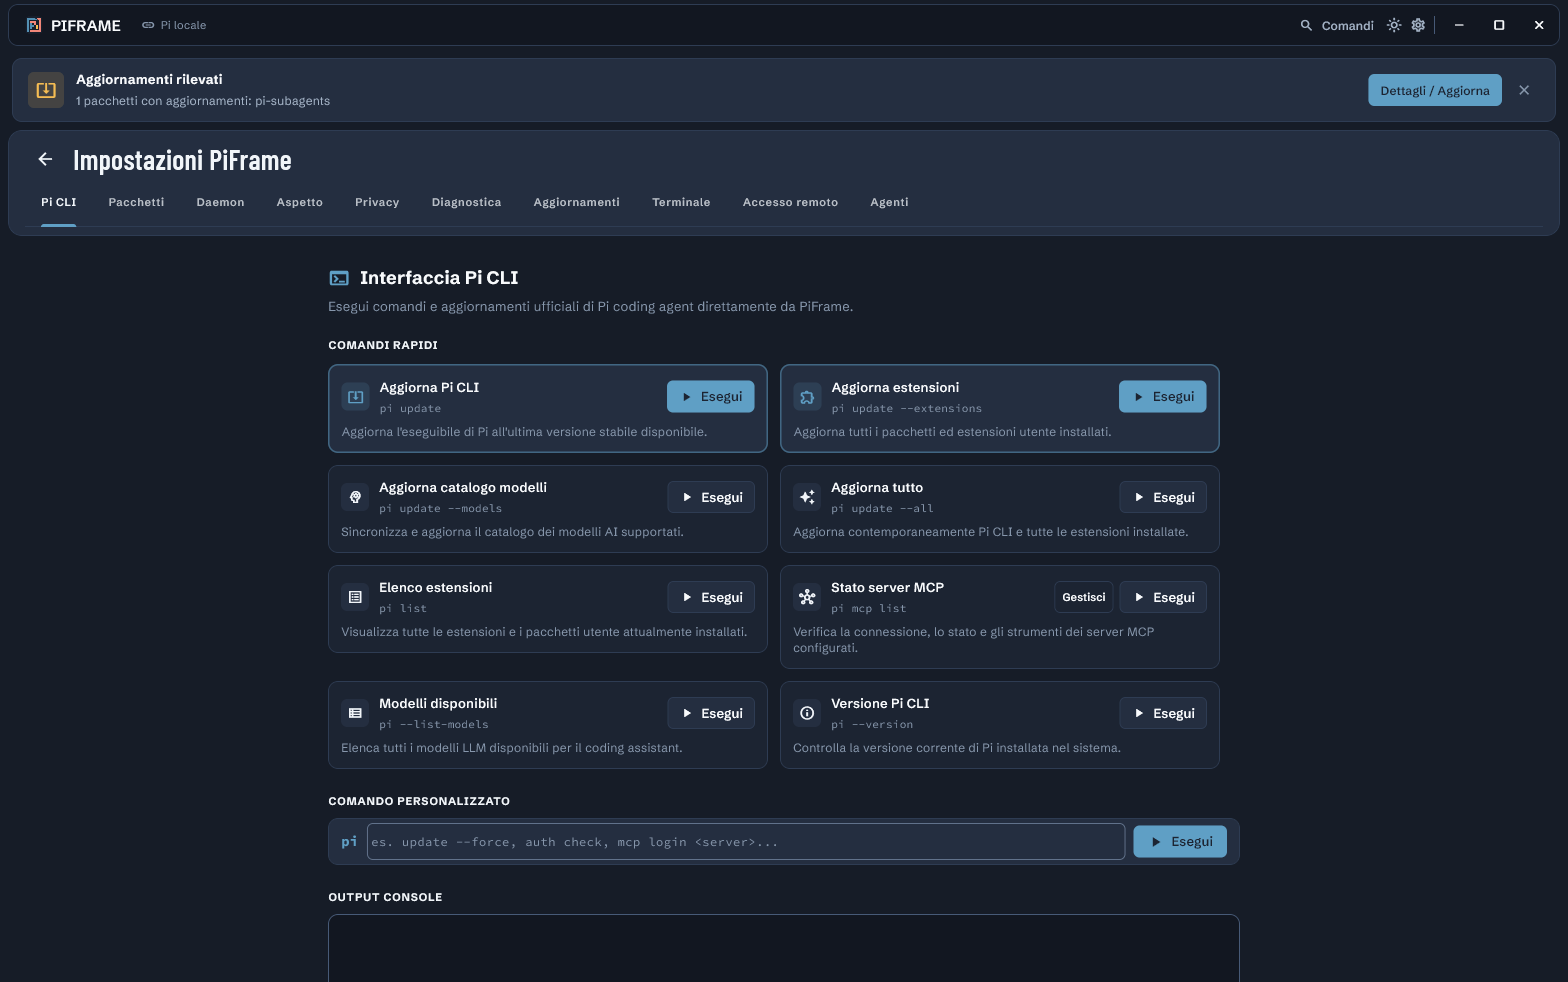 PIFRAME
Pi locale
Comandi
Aggiornamenti rilevati
1 pacchetti con aggiornamenti: pi-subagents
Dettagli / Aggiorna
Impostazioni PiFrame
Pi CLI
Pacchetti
Daemon
Aspetto
Privacy
Diagnostica
Aggiornamenti
Terminale
Accesso remoto
Agenti
Interfaccia Pi CLI
Esegui comandi e aggiornamenti ufficiali di Pi coding agent direttamente da PiFrame.
COMANDI RAPIDI
Aggiorna Pi CLI
pi update
Esegui
Aggiorna l'eseguibile di Pi all'ultima versione stabile disponibile.
Aggiorna estensioni
pi update --extensions
Esegui
Aggiorna tutti i pacchetti ed estensioni utente installati.
Aggiorna catalogo modelli
pi update --models
Esegui
Sincronizza e aggiorna il catalogo dei modelli AI supportati.
Aggiorna tutto
pi update --all
Esegui
Aggiorna contemporaneamente Pi CLI e tutte le estensioni installate.
Elenco estensioni
pi list
Esegui
Visualizza tutte le estensioni e i pacchetti utente attualmente installati.
Stato server MCP
pi mcp list
Gestisci
Esegui
Verifica la connessione, lo stato e gli strumenti dei server MCP
configurati.
Modelli disponibili
pi --list-models
Esegui
Elenca tutti i modelli LLM disponibili per il coding assistant.
Versione Pi CLI
pi --version
Esegui
Controlla la versione corrente di Pi installata nel sistema.
COMANDO PERSONALIZZATO
pi
es. update --force, auth check, mcp login <server>...
Esegui
OUTPUT CONSOLE